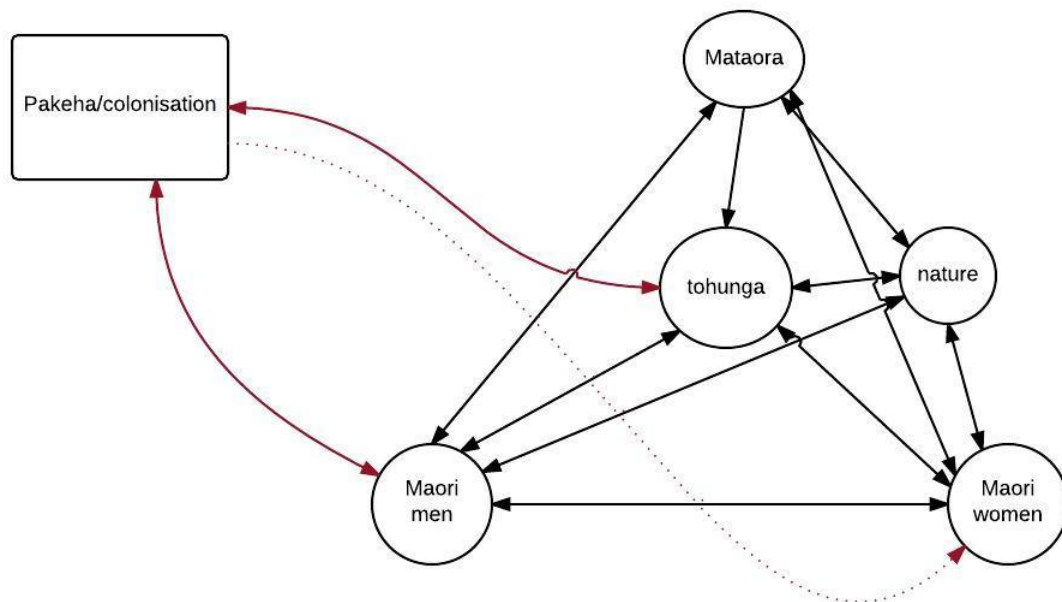 Mataora
Pakeha/colonisation
tohunga
nature
Maori
men
Maori
women